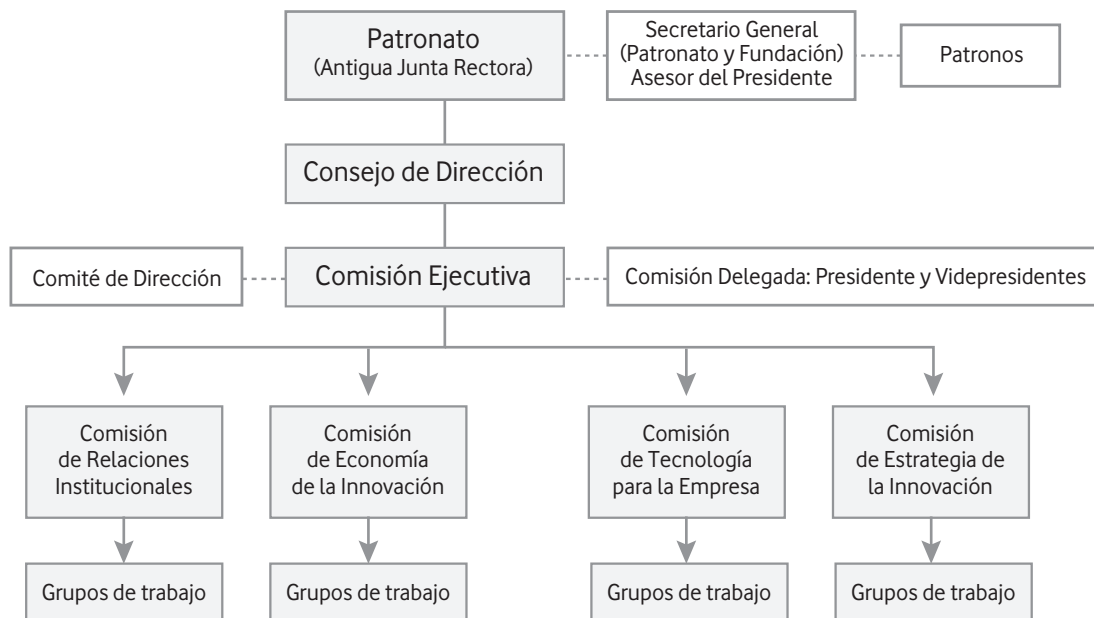 Patronato
(Antigua Junta Rectora)
Secretario General
(Patronato y Fundación)
Asesor del Presidente
Patronos
Consejo de Dirección
Comité de Dirección
Comisión Ejecutiva
Comisión Delegada: Presidente y Videpresidentes
Comisión
de Relaciones
Institucionales
Comisión
de Economía
de la Innovación
Comisión
de Tecnología
para la Empresa
Comisión
de Estrategia de
la Innovación
Grupos de trabajo
Grupos de trabajo
Grupos de trabajo
Grupos de trabajo